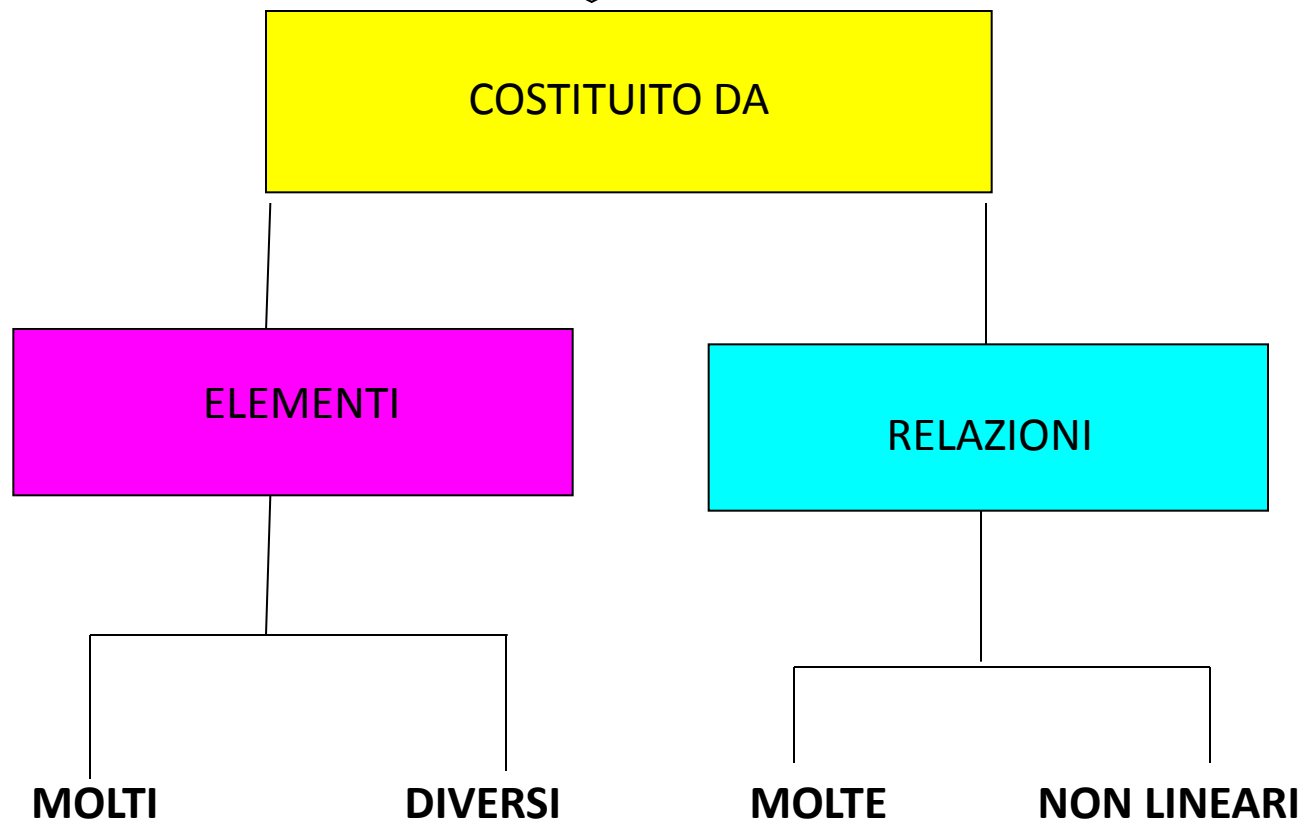 COSTITUITO DA
ELEMENTI
RELAZIONI
MOLTI
DIVERSI
MOLTE
NON LINEARI